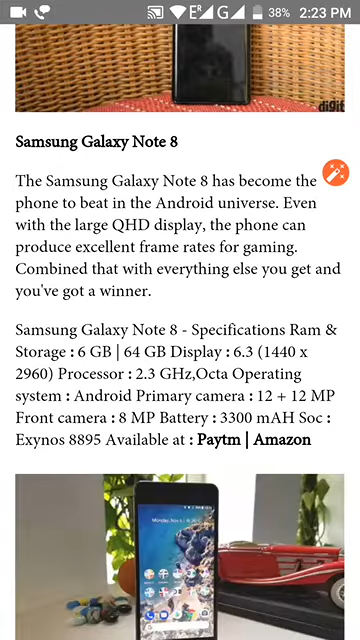 38% 2:23 PM
digit
Samsung Galaxy Note 8
The Samsung Galaxy Note 8 has become the
phone to beat in the Android universe. Even
with the large QHD display, the phone can
produce excellent frame rates for gaming.
Combined that with everything else you get and
you've got a winner.
Samsung Galaxy Note 8 - Specifications Ram &
Storage : 6 GB | 64 GB Display : 6.3 (1440 x
2960) Processor : 2.3 GHz,Octa Operating
system : Android Primary camera : 12 + 12 MP
Front camera : 8 MP Battery : 3300 mAH Soc :
Exynos 8895 Available at : Paytm | Amazon